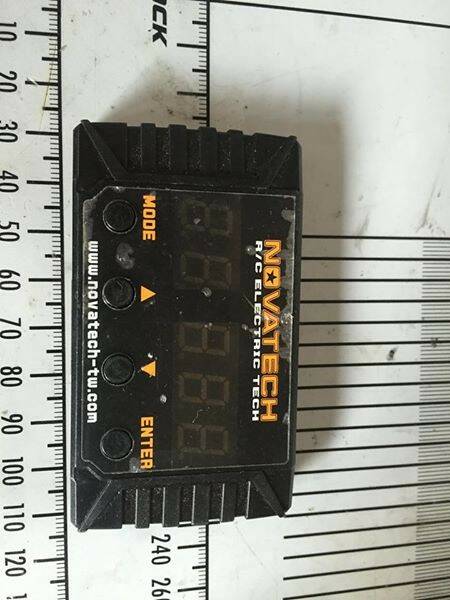 NOVATECH
R/C ELECTRIC TECH
MODE ▲ ▼ ENTER
www.novatech-tw.com
10 20 30 40 50 60 70 80 90 100 110 120
240 260
OCK